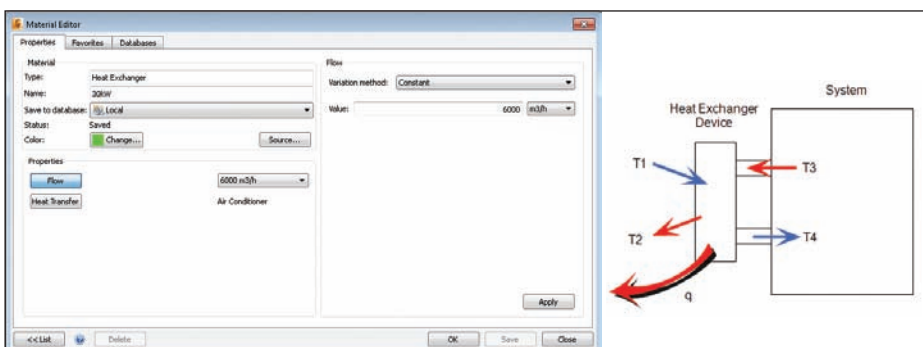 Material Editor
Properties Favorites Databases
Material
Type: Heat Exchanger
Name: 20kW
Save to database: Local
Status: Saved
Color: Change... Source...
Properties
Flow 6000 m3/h
Heat Transfer Air Conditioner
Flow
Variation method: Constant
Value: 6000 m3/h
Apply
<< List Delete OK Save Close
System
Heat Exchanger
Device
T1
T3
T2
T4
q